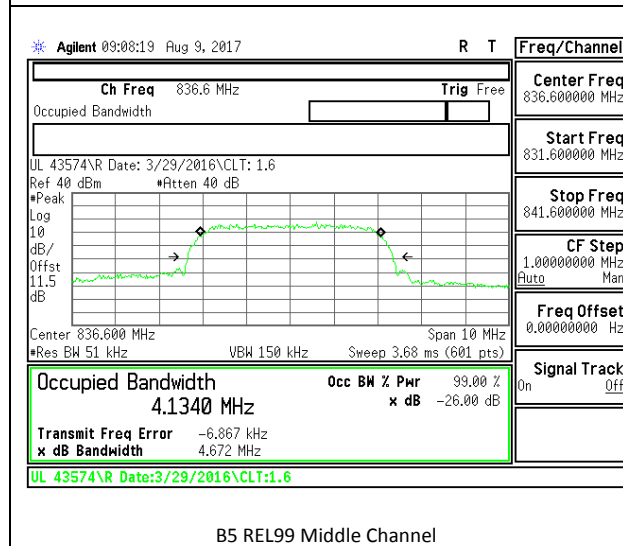 Agilent 09:08:19 Aug 9, 2017 R T
Freq/Channel
Ch Freq 836.6 MHz Trig Free
Occupied Bandwidth
Center Freq
836.600000 MHz
Start Freq
831.600000 MHz
Stop Freq
841.600000 MHz
CF Step
1.00000000 MHz
Auto Man
Freq Offset
0.00000000 Hz
Signal Track
On Off
UL 43574\R Date: 3/29/2016\CLT: 1.6
Ref 40 dBm #Atten 40 dB
#Peak
Log
10
dB/
Offst
11.5
dB
Center 836.600 MHz Span 10 MHz
#Res BW 51 kHz VBW 150 kHz Sweep 3.68 ms (601 pts)
Occupied Bandwidth Occ BW % Pwr 99.00 %
4.1340 MHz x dB -26.00 dB
Transmit Freq Error -6.867 kHz
x dB Bandwidth 4.672 MHz
UL 43574\R Date:3/29/2016\CLT:1.6
B5 REL99 Middle Channel